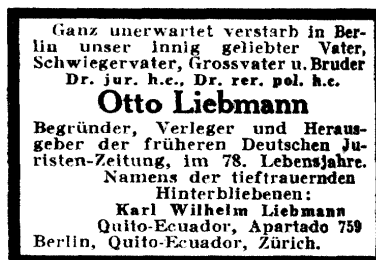 Ganz unerwartet verstarb in Ber-
lin unser innig geliebter Vater,
Schwiegervater, Grossvater u. Bruder
Dr. jur. h.c., Dr. rer. pol. h.c.
Otto Liebmann
Begründer, Verleger und Heraus-
geber der früheren Deutschen Ju-
risten-Zeitung, im 78. Lebensjahre.
Namens der tieftrauernden
Hinterbliebenen:
Karl Wilhelm Liebmann
Quito-Ecuador, Apartado 759
Berlin, Quito-Ecuador, Zürich.